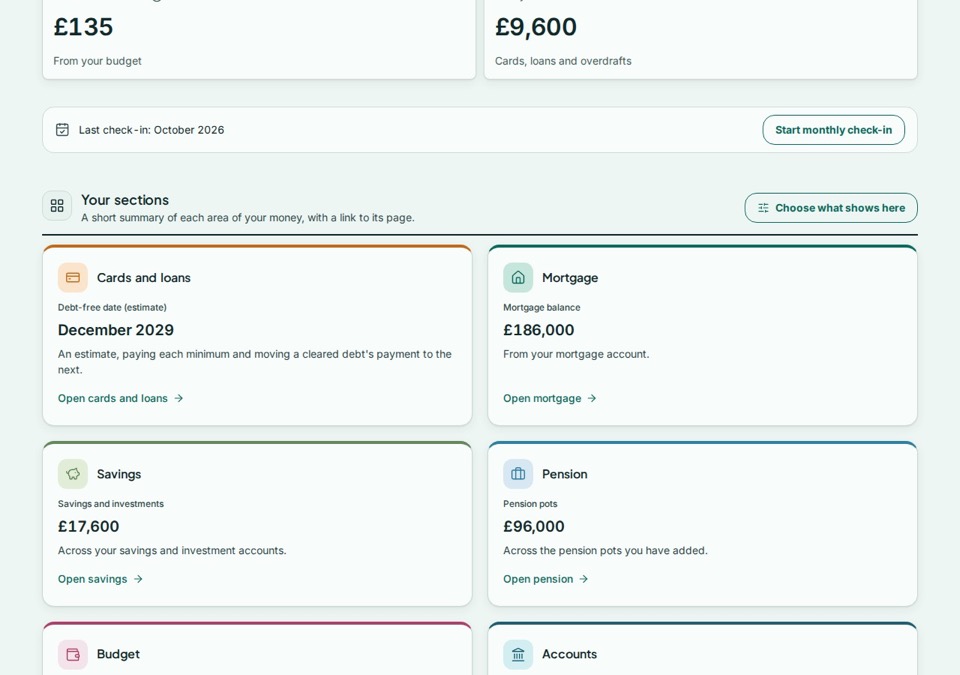 £135
From your budget
£9,600
Cards, loans and overdrafts
Last check-in: October 2026
Start monthly check-in
Your sections
A short summary of each area of your money, with a link to its page.
Choose what shows here
Cards and loans
Debt-free date (estimate)
December 2029
An estimate, paying each minimum and moving a cleared debt's payment to the
next.
Open cards and loans
Mortgage
Mortgage balance
£186,000
From your mortgage account.
Open mortgage
Savings
Savings and investments
£17,600
Across your savings and investment accounts.
Open savings
Pension
Pension pots
£96,000
Across the pension pots you have added.
Open pension
Budget
Accounts